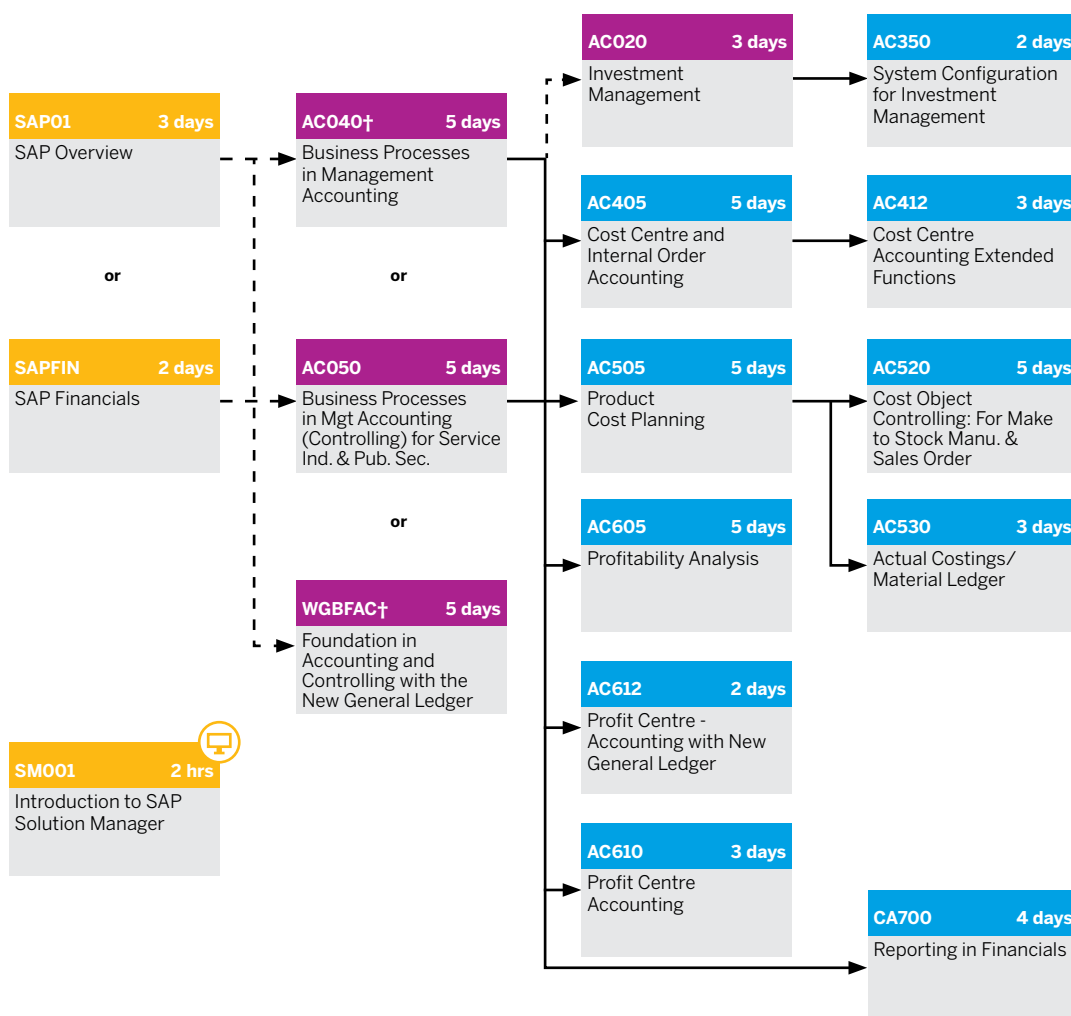 SAP01 3 days
SAP Overview
or
SAPFIN 2 days
SAP Financials
SM001 2 hrs
Introduction to SAP
Solution Manager
AC040† 5 days
Business Processes
in Management
Accounting
or
AC050 5 days
Business Processes
in Mgt Accounting
(Controlling) for Service
Ind. & Pub. Sec.
or
WGBFAC† 5 days
Foundation in
Accounting and
Controlling with the
New General Ledger
AC020 3 days
Investment
Management
AC405 5 days
Cost Centre and
Internal Order
Accounting
AC505 5 days
Product
Cost Planning
AC605 5 days
Profitability Analysis
AC612 2 days
Profit Centre -
Accounting with New
General Ledger
AC610 3 days
Profit Centre
Accounting
AC350 2 days
System Configuration
for Investment
Management
AC412 3 days
Cost Centre
Accounting Extended
Functions
AC520 5 days
Cost Object
Controlling: For Make
to Stock Manu. &
Sales Order
AC530 3 days
Actual Costings/
Material Ledger
CA700 4 days
Reporting in Financials